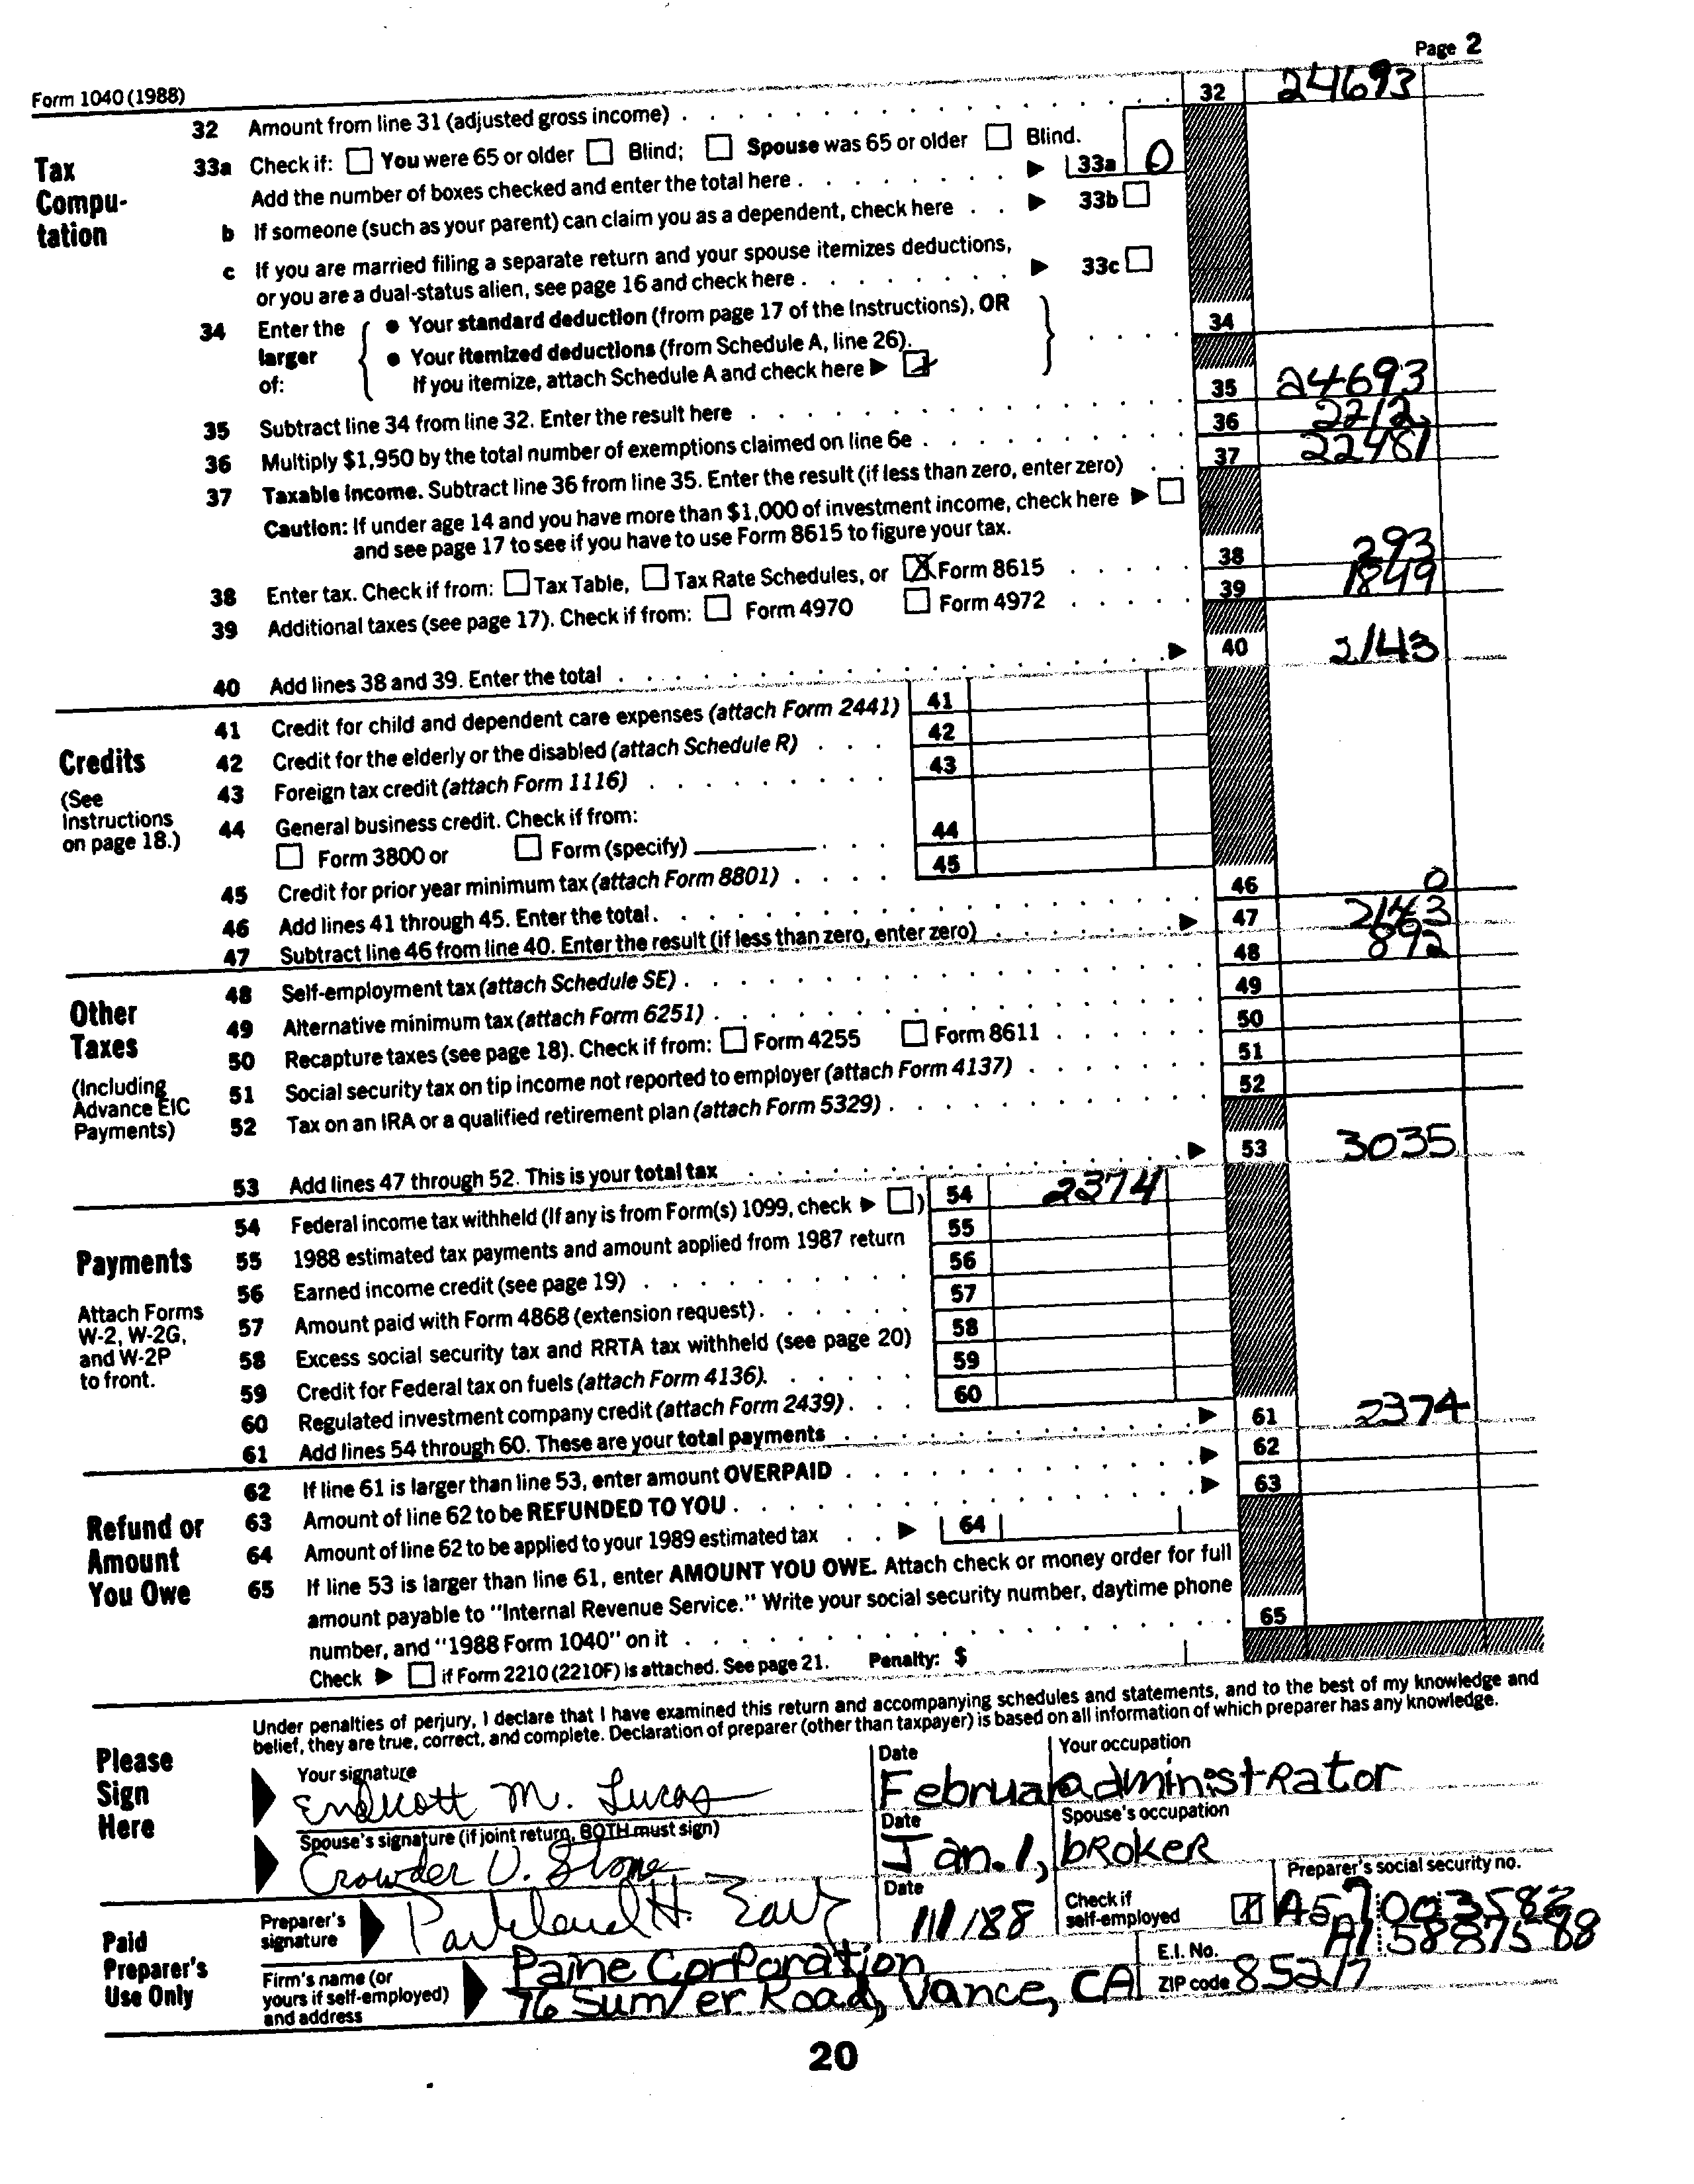 Page 2
Form 1040 (1988)
32 Amount from line 31 (adjusted gross income) 32 24693
Tax Compu- tation
33a Check if: You were 65 or older Blind; Spouse was 65 or older Blind.
Add the number of boxes checked and enter the total here 33a 0
b If someone (such as your parent) can claim you as a dependent, check here 33b
c If you are married filing a separate return and your spouse itemizes deductions,
or you are a dual-status alien, see page 16 and check here 33c
34 Enter the larger of: • Your standard deduction (from page 17 of the Instructions), OR 34
• Your itemized deductions (from Schedule A, line 26).
If you itemize, attach Schedule A and check here
35 Subtract line 34 from line 32. Enter the result here 35 24693
36 Multiply $1,950 by the total number of exemptions claimed on line 6e 36 2212
37 Taxable income. Subtract line 36 from line 35. Enter the result (if less than zero, enter zero) 37 22481
Caution: If under age 14 and you have more than $1,000 of investment income, check here
and see page 17 to see if you have to use Form 8615 to figure your tax.
38 Enter tax. Check if from: Tax Table, Tax Rate Schedules, or X Form 8615 38 293
39 Additional taxes (see page 17). Check if from: Form 4970 Form 4972 39 1849
40 Add lines 38 and 39. Enter the total 40 2143
Credits
(See Instructions on page 18.)
41 Credit for child and dependent care expenses (attach Form 2441) 41
42 Credit for the elderly or the disabled (attach Schedule R) 42
43 Foreign tax credit (attach Form 1116) 43
44 General business credit. Check if from:
Form 3800 or Form (specify) 44
45 Credit for prior year minimum tax (attach Form 8801) 45
46 Add lines 41 through 45. Enter the total. 46 0
47 Subtract line 46 from line 40. Enter the result (if less than zero, enter zero) 47 2143
Other Taxes
(Including Advance EIC Payments)
48 Self-employment tax (attach Schedule SE) 48 892
49 Alternative minimum tax (attach Form 6251) 49
50 Recapture taxes (see page 18). Check if from: Form 4255 Form 8611 50
51 Social security tax on tip income not reported to employer (attach Form 4137) 51
52 Tax on an IRA or a qualified retirement plan (attach Form 5329) 52
53 Add lines 47 through 52. This is your total tax 53 3035
Payments
Attach Forms W-2, W-2G, and W-2P to front.
54 Federal income tax withheld (If any is from Form(s) 1099, check ) 54 2374
55 1988 estimated tax payments and amount applied from 1987 return 55
56 Earned income credit (see page 19) 56
57 Amount paid with Form 4868 (extension request) 57
58 Excess social security tax and RRTA tax withheld (see page 20) 58
59 Credit for Federal tax on fuels (attach Form 4136). 59
60 Regulated investment company credit (attach Form 2439) 60
61 Add lines 54 through 60. These are your total payments 61 2374
Refund or Amount You Owe
62 If line 61 is larger than line 53, enter amount OVERPAID 62
63 Amount of line 62 to be REFUNDED TO YOU 63
64 Amount of line 62 to be applied to your 1989 estimated tax 64
65 If line 53 is larger than line 61, enter AMOUNT YOU OWE. Attach check or money order for full
amount payable to "Internal Revenue Service." Write your social security number, daytime phone
number, and "1988 Form 1040" on it 65
Check if Form 2210 (2210F) is attached. See page 21. Penalty: $
Please Sign Here
Under penalties of perjury, I declare that I have examined this return and accompanying schedules and statements, and to the best of my knowledge and
belief, they are true, correct, and complete. Declaration of preparer (other than taxpayer) is based on all information of which preparer has any knowledge.
Your signature Date Your occupation
Endicott M. Lucas Februa administrator
Spouse's signature (if joint return, BOTH must sign) Date Spouse's occupation
Crowder V. Stone Jan. 1, broker
Paid Preparer's Use Only
Preparer's signature Date Check if self-employed Preparer's social security no.
Parkland H. 1/1/88
Firm's name (or yours if self-employed) and address E.I. No. A15887588
Paine Corporation
Road, Vance, CA ZIP code 85217
20